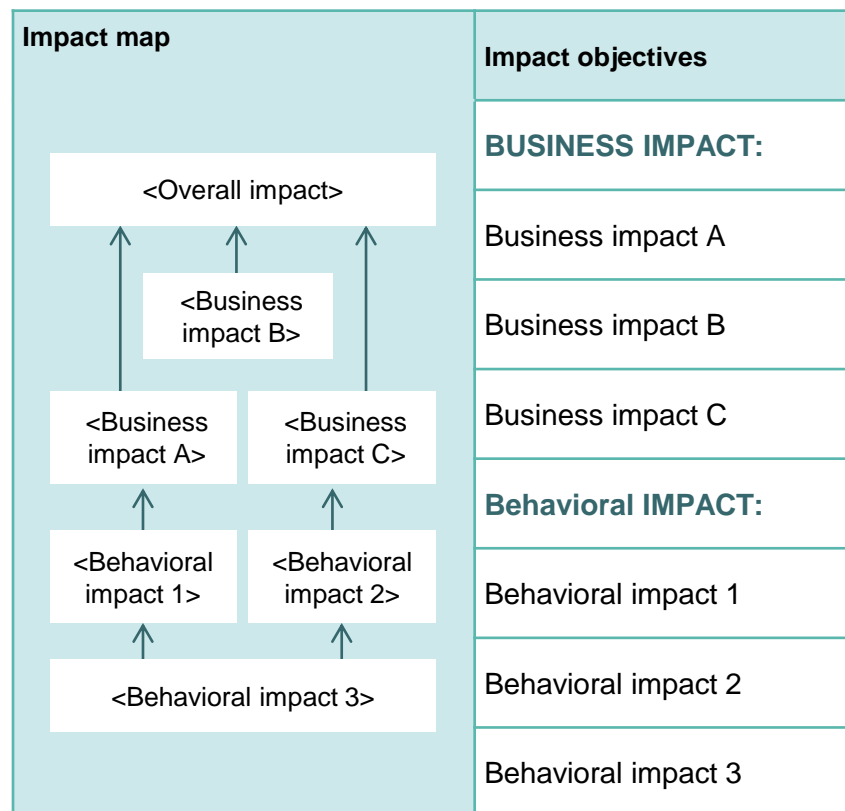 Impact map
<Overall impact>
<Business
impact B>
<Business
impact A>
<Business
impact C>
<Behavioral
impact 1>
<Behavioral
impact 2>
<Behavioral impact 3>
Impact objectives
BUSINESS IMPACT:
Business impact A
Business impact B
Business impact C
Behavioral IMPACT:
Behavioral impact 1
Behavioral impact 2
Behavioral impact 3